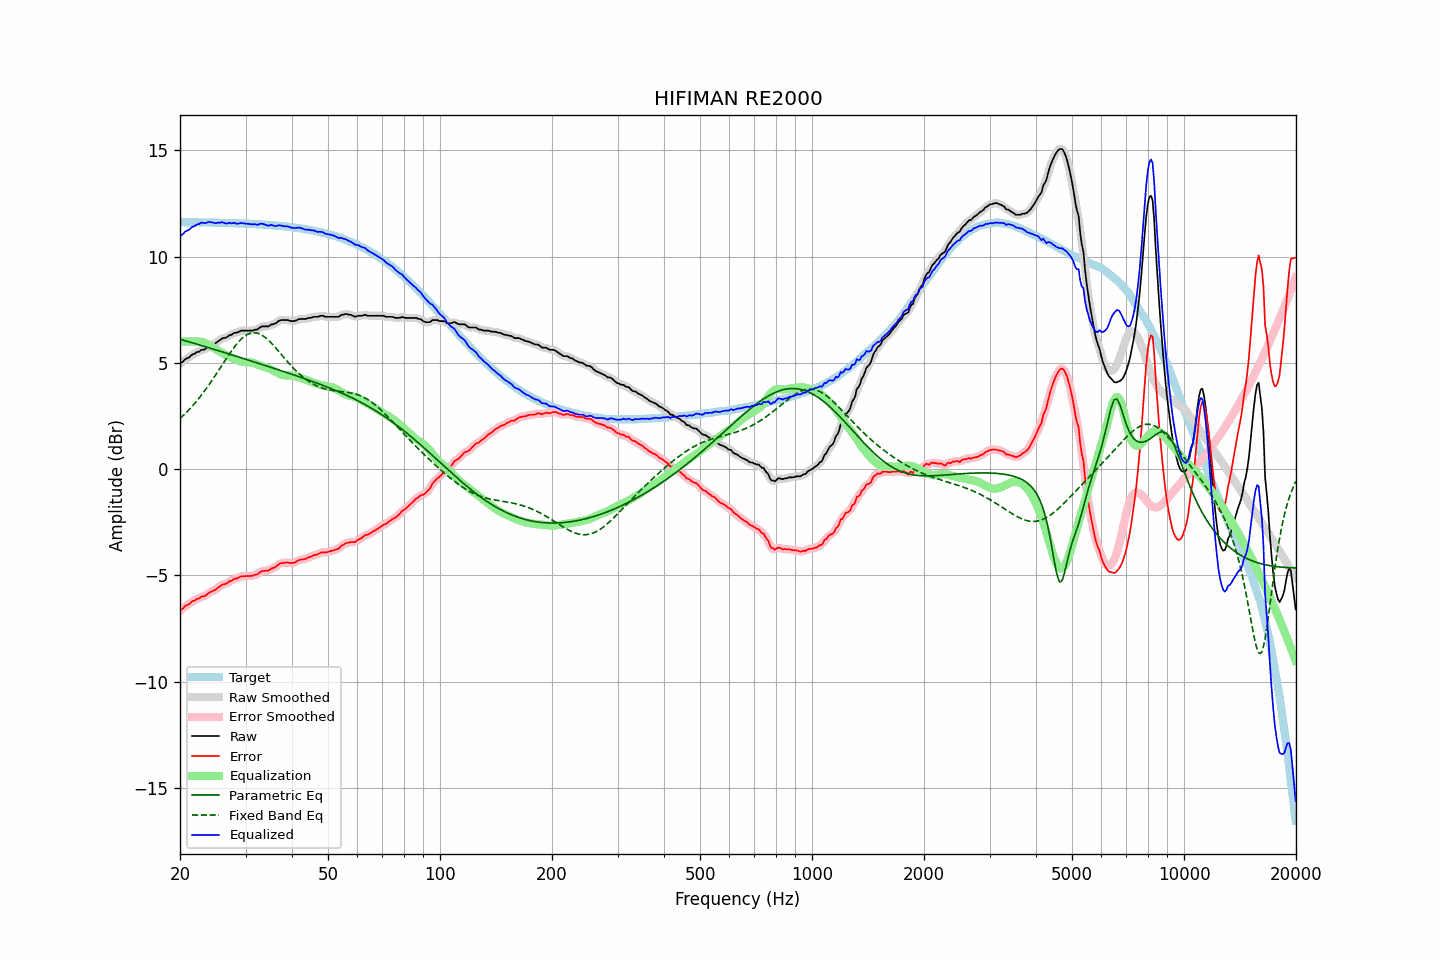 HIFIMAN RE2000
Amplitude (dBr)
15
10
5
0
−5
−10
−15
Target
Raw Smoothed
Error Smoothed
Raw
Error
Equalization
Parametric Eq
Fixed Band Eq
Equalized
20 50 100 200 500 1000 2000 5000 10000 20000
Frequency (Hz)